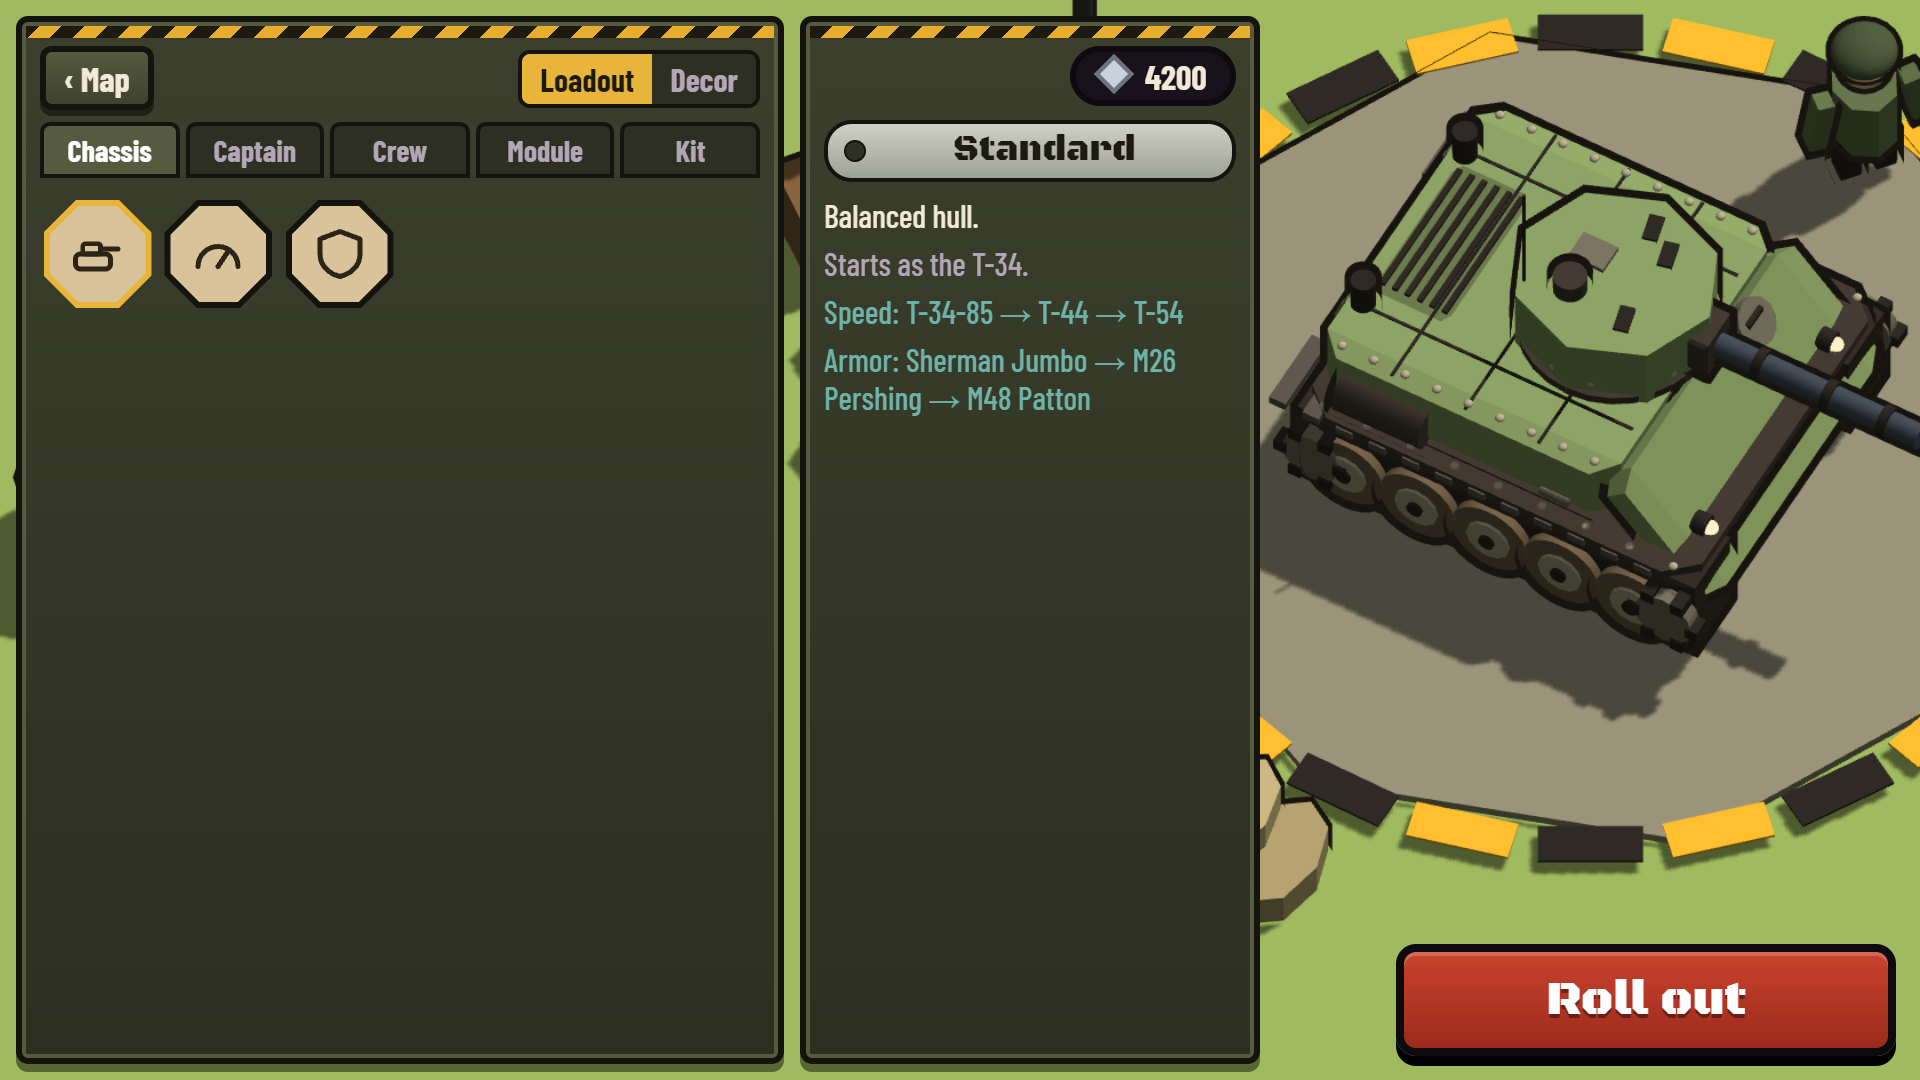 ‹ Map
Loadout
Decor
Chassis
Captain
Crew
Module
Kit
4200
Standard
Balanced hull.
Starts as the T-34.
Speed: T-34-85 → T-44 → T-54
Armor: Sherman Jumbo → M26
Pershing → M48 Patton
Roll out